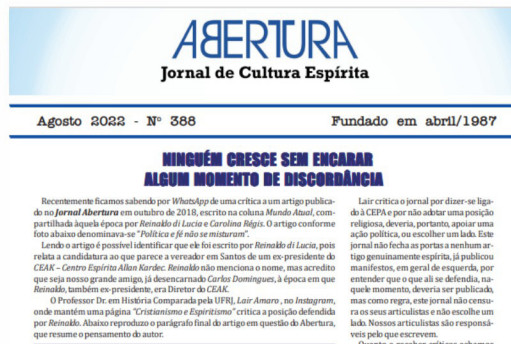 ABERTURA
Jornal de Cultura Espírita
Agosto 2022 - Nº 388
Fundado em abril/1987
NINGUÉM CRESCE SEM ENCARAR
ALGUM MOMENTO DE DISCORDÂNCIA
Recentemente ficamos sabendo por WhatsApp de uma crítica a um artigo publica-
do no Jornal Abertura em outubro de 2018, escrito na coluna Mundo Atual, com-
partilhada àquela época por Reinaldo di Lucia e Carolina Régis. O artigo conforme
foto abaixo denominava-se "Política e fé não se misturam".
Lendo o artigo é possível identificar que ele foi escrito por Reinaldo di Lucia, pois
relata a candidatura ao que parece a vereador em Santos de um ex-presidente do
CEAK – Centro Espírita Allan Kardec. Reinaldo não menciona o nome, mas acredito
que seja nosso grande amigo, já desencarnado Carlos Domingues, à época em que
Reinaldo, também ex-presidente, era Diretor do CEAK.
O Professor Dr. em História Comparada pela UFRJ, Lair Amaro, no Instagram,
onde mantém uma página "Cristianismo e Espiritismo" critica a posição defendida
por Reinaldo. Abaixo reproduzo o parágrafo final do artigo em questão do Abertura,
que resume o pensamento do autor.
Lair critica o jornal por dizer-se liga-
do à CEPA e por não adotar uma posição
religiosa, deveria, portanto, apoiar uma
ação política, ou escolher um lado. Este
jornal não fecha as portas a nenhum ar-
tigo genuinamente espírita, já publicou
manifestos, em geral de esquerda, por
entender que o que ali se defendia, na-
quele momento, deveria ser publicado,
mas como regra, este jornal não censu-
ra os seus articulistas e não escolhe um
lado. Nossos articulistas são responsá-
veis pelo que escrevem.